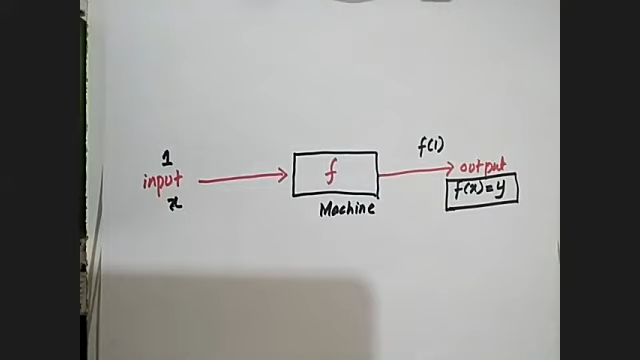 1
input
x
f
Machine
f(1)
output
f(x)=y